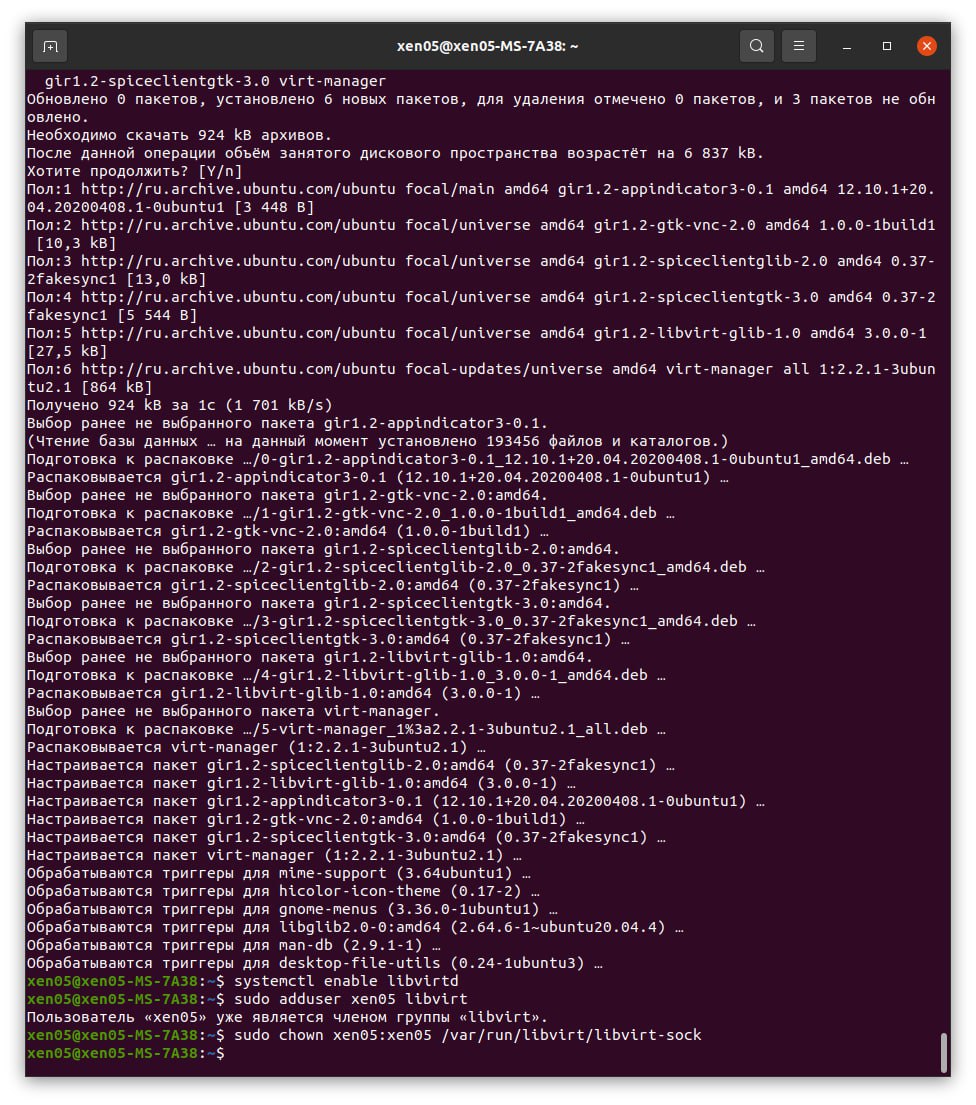 xen05@xen05-MS-7A38: ~
gir1.2-spiceclientgtk-3.0 virt-manager
Обновлено 0 пакетов, установлено 6 новых пакетов, для удаления отмечено 0 пакетов, и 3 пакетов не обн
овлено.
Необходимо скачать 924 kB архивов.
После данной операции объём занятого дискового пространства возрастёт на 6 837 kB.
Хотите продолжить? [Y/n]
Пол:1 http://ru.archive.ubuntu.com/ubuntu focal/main amd64 gir1.2-appindicator3-0.1 amd64 12.10.1+20.
04.20200408.1-0ubuntu1 [3 448 B]
Пол:2 http://ru.archive.ubuntu.com/ubuntu focal/universe amd64 gir1.2-gtk-vnc-2.0 amd64 1.0.0-1build1
[10,3 kB]
Пол:3 http://ru.archive.ubuntu.com/ubuntu focal/universe amd64 gir1.2-spiceclientglib-2.0 amd64 0.37-
2fakesync1 [13,0 kB]
Пол:4 http://ru.archive.ubuntu.com/ubuntu focal/universe amd64 gir1.2-spiceclientgtk-3.0 amd64 0.37-2
fakesync1 [5 544 B]
Пол:5 http://ru.archive.ubuntu.com/ubuntu focal/universe amd64 gir1.2-libvirt-glib-1.0 amd64 3.0.0-1
[27,5 kB]
Пол:6 http://ru.archive.ubuntu.com/ubuntu focal-updates/universe amd64 virt-manager all 1:2.2.1-3ubun
tu2.1 [864 kB]
Получено 924 kB за 1с (1 701 kB/s)
Выбор ранее не выбранного пакета gir1.2-appindicator3-0.1.
(Чтение базы данных … на данный момент установлено 193456 файлов и каталогов.)
Подготовка к распаковке …/0-gir1.2-appindicator3-0.1_12.10.1+20.04.20200408.1-0ubuntu1_amd64.deb …
Распаковывается gir1.2-appindicator3-0.1 (12.10.1+20.04.20200408.1-0ubuntu1) …
Выбор ранее не выбранного пакета gir1.2-gtk-vnc-2.0:amd64.
Подготовка к распаковке …/1-gir1.2-gtk-vnc-2.0_1.0.0-1build1_amd64.deb …
Распаковывается gir1.2-gtk-vnc-2.0:amd64 (1.0.0-1build1) …
Выбор ранее не выбранного пакета gir1.2-spiceclientglib-2.0:amd64.
Подготовка к распаковке …/2-gir1.2-spiceclientglib-2.0_0.37-2fakesync1_amd64.deb …
Распаковывается gir1.2-spiceclientglib-2.0:amd64 (0.37-2fakesync1) …
Выбор ранее не выбранного пакета gir1.2-spiceclientgtk-3.0:amd64.
Подготовка к распаковке …/3-gir1.2-spiceclientgtk-3.0_0.37-2fakesync1_amd64.deb …
Распаковывается gir1.2-spiceclientgtk-3.0:amd64 (0.37-2fakesync1) …
Выбор ранее не выбранного пакета gir1.2-libvirt-glib-1.0:amd64.
Подготовка к распаковке …/4-gir1.2-libvirt-glib-1.0_3.0.0-1_amd64.deb …
Распаковывается gir1.2-libvirt-glib-1.0:amd64 (3.0.0-1) …
Выбор ранее не выбранного пакета virt-manager.
Подготовка к распаковке …/5-virt-manager_1%3a2.2.1-3ubuntu2.1_all.deb …
Распаковывается virt-manager (1:2.2.1-3ubuntu2.1) …
Настраивается пакет gir1.2-spiceclientglib-2.0:amd64 (0.37-2fakesync1) …
Настраивается пакет gir1.2-libvirt-glib-1.0:amd64 (3.0.0-1) …
Настраивается пакет gir1.2-appindicator3-0.1 (12.10.1+20.04.20200408.1-0ubuntu1) …
Настраивается пакет gir1.2-gtk-vnc-2.0:amd64 (1.0.0-1build1) …
Настраивается пакет gir1.2-spiceclientgtk-3.0:amd64 (0.37-2fakesync1) …
Настраивается пакет virt-manager (1:2.2.1-3ubuntu2.1) …
Обрабатываются триггеры для mime-support (3.64ubuntu1) …
Обрабатываются триггеры для hicolor-icon-theme (0.17-2) …
Обрабатываются триггеры для gnome-menus (3.36.0-1ubuntu1) …
Обрабатываются триггеры для libglib2.0-0:amd64 (2.64.6-1~ubuntu20.04.4) …
Обрабатываются триггеры для man-db (2.9.1-1) …
Обрабатываются триггеры для desktop-file-utils (0.24-1ubuntu3) …
xen05@xen05-MS-7A38:~$ systemctl enable libvirtd
xen05@xen05-MS-7A38:~$ sudo adduser xen05 libvirt
Пользователь «xen05» уже является членом группы «libvirt».
xen05@xen05-MS-7A38:~$ sudo chown xen05:xen05 /var/run/libvirt/libvirt-sock
xen05@xen05-MS-7A38:~$